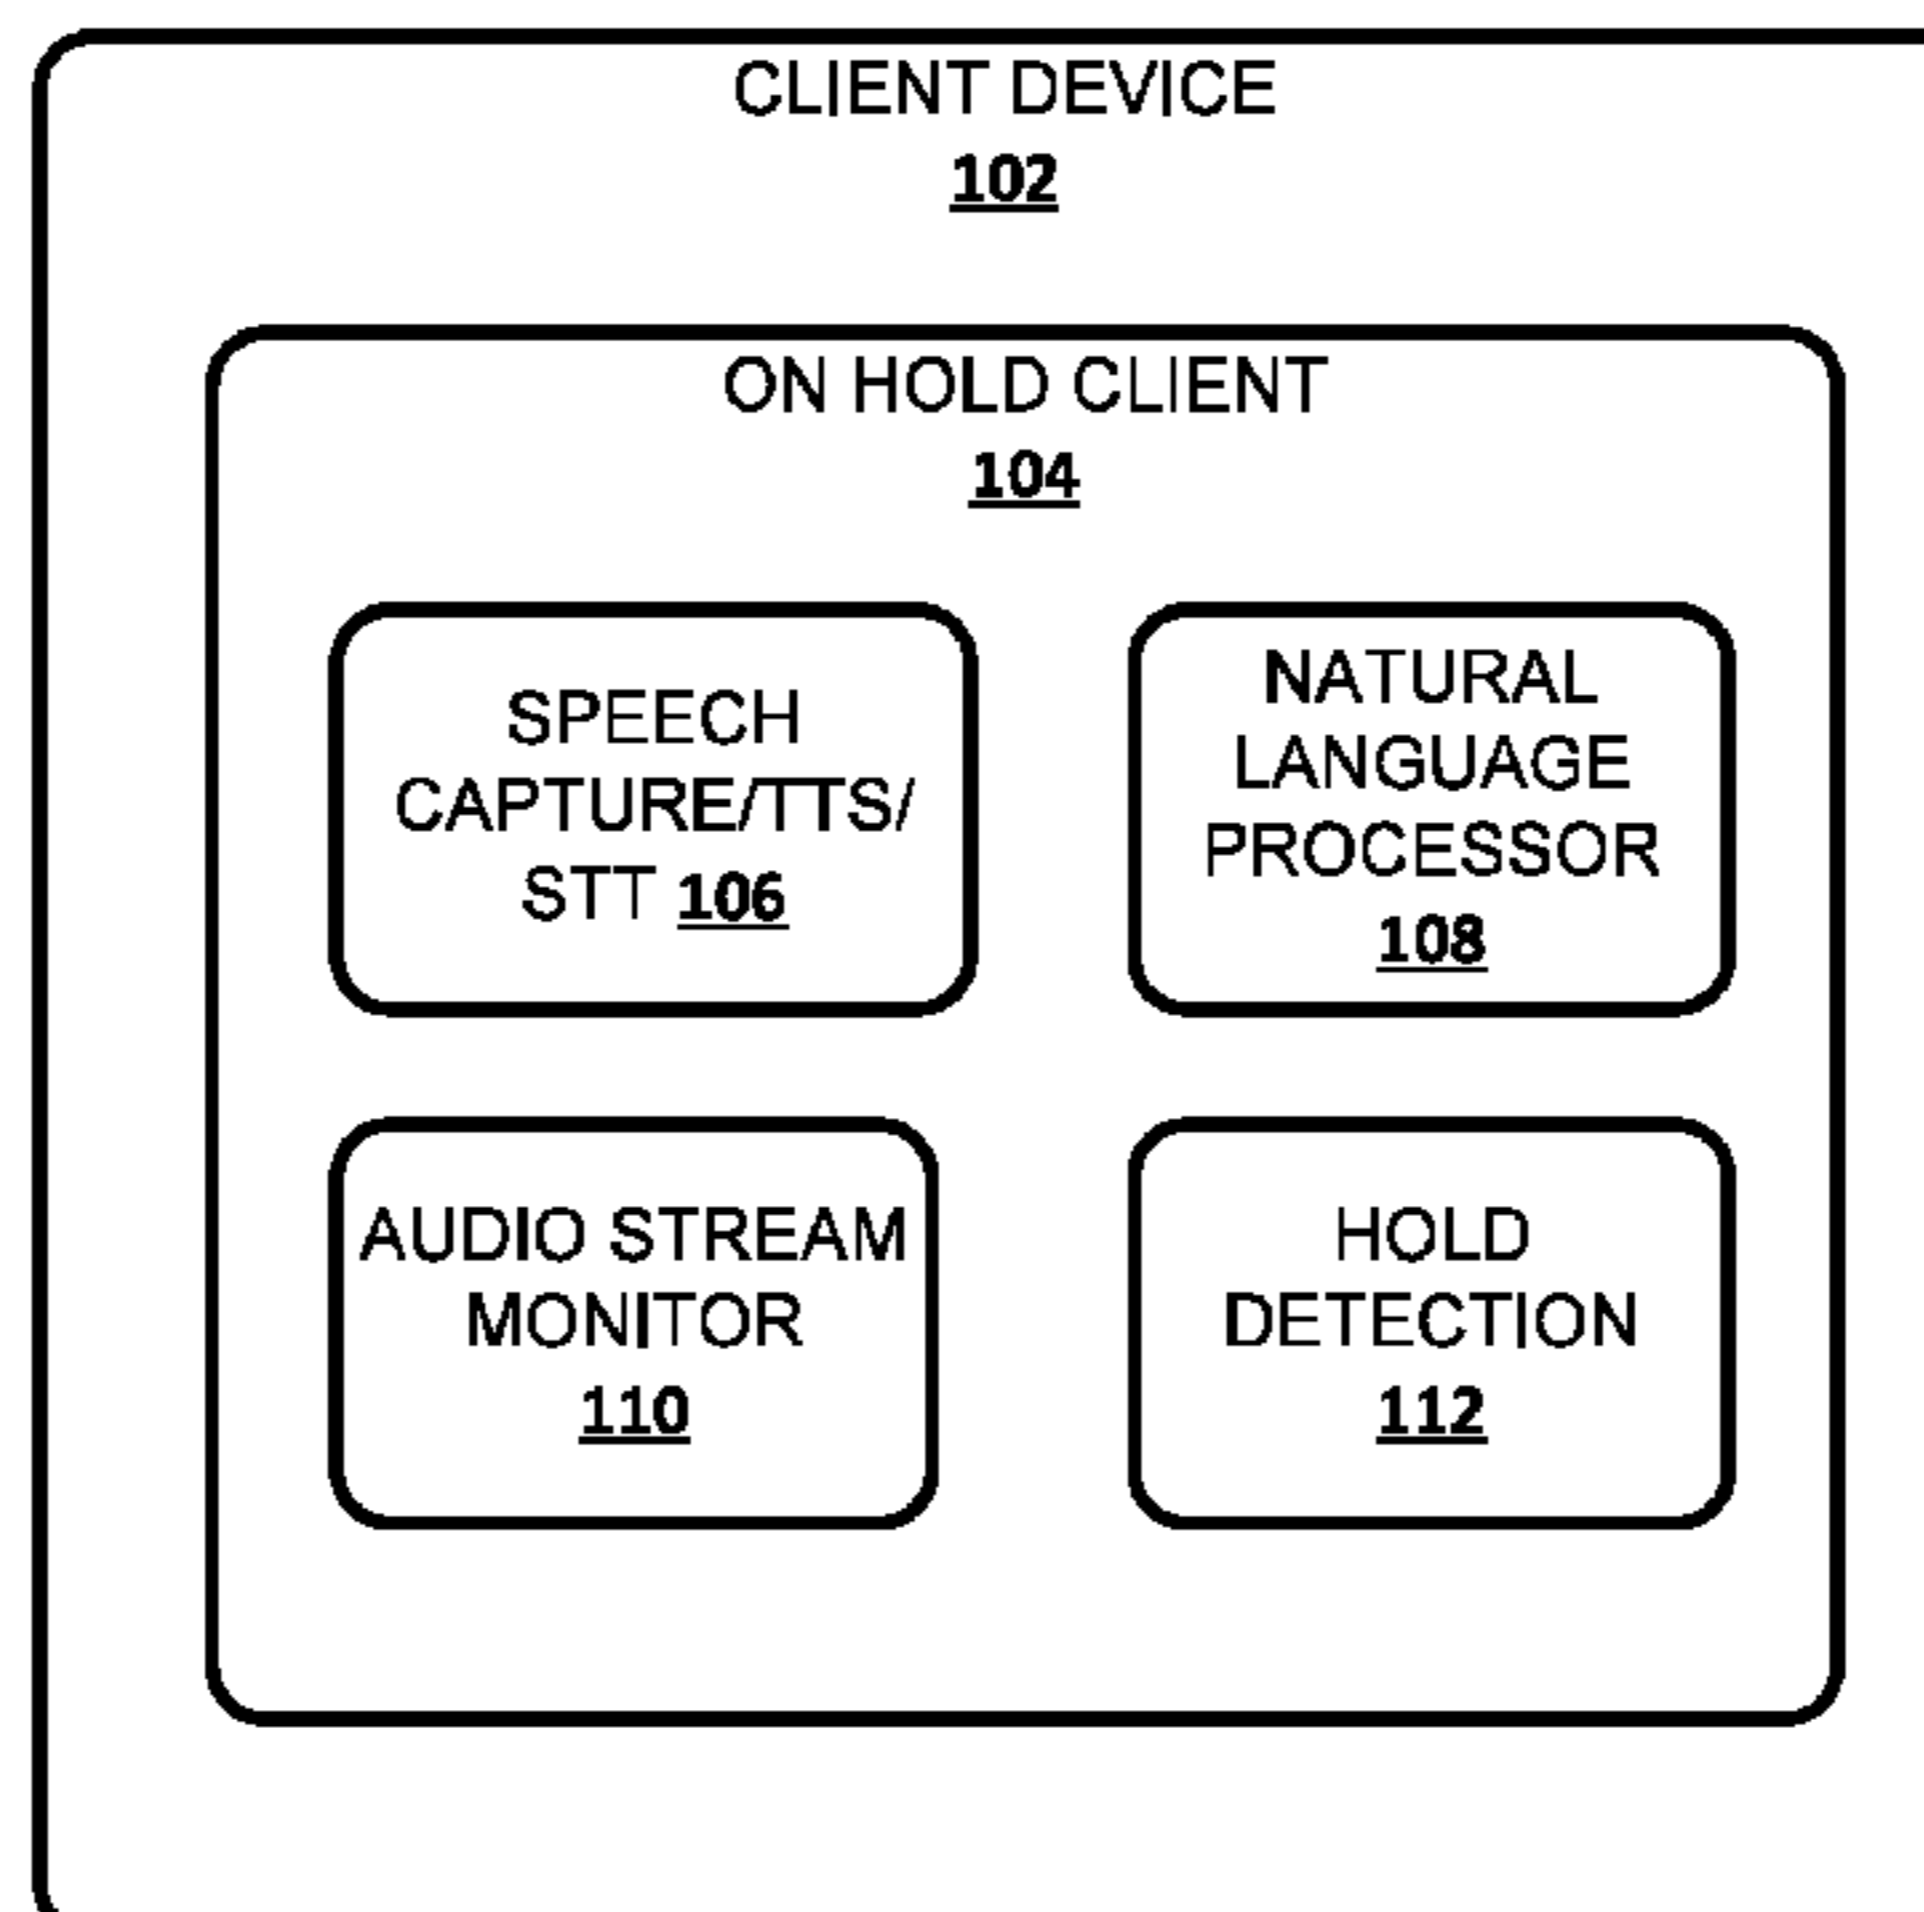 CLIENT DEVICE
102
ON HOLD CLIENT
104
SPEECH
CAPTURE/TTS/
STT 106
NATURAL
LANGUAGE
PROCESSOR
108
AUDIO STREAM
MONITOR
110
HOLD
DETECTION
112